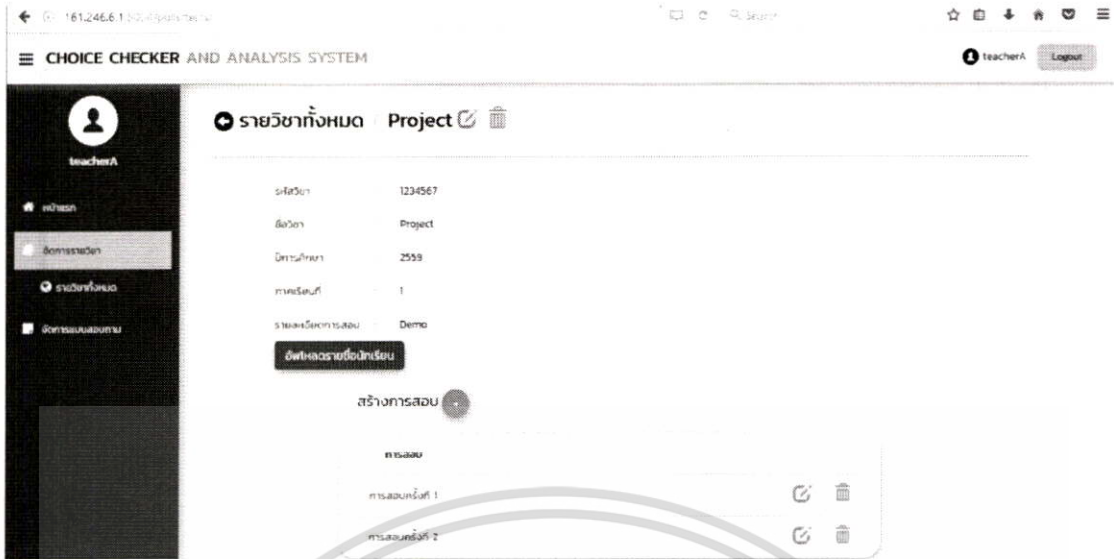 Search
CHOICE CHECKER AND ANALYSIS SYSTEM
teacherA
Logout
teacherA
หน้าแรก
จัดการรายวิชา
รายวิชาทั้งหมด
จัดการแบบสอบถาม
รายวิชาทั้งหมด Project
รหัสวิชา 1234567
ชื่อวิชา Project
ปีการศึกษา 2559
ภาคเรียนที่ 1
รายละเอียดการสอบ Demo
อัพโหลดรายชื่อนักเรียน
สร้างการสอบ
การสอบ
การสอบครั้งที่ 1
การสอบครั้งที่ 2